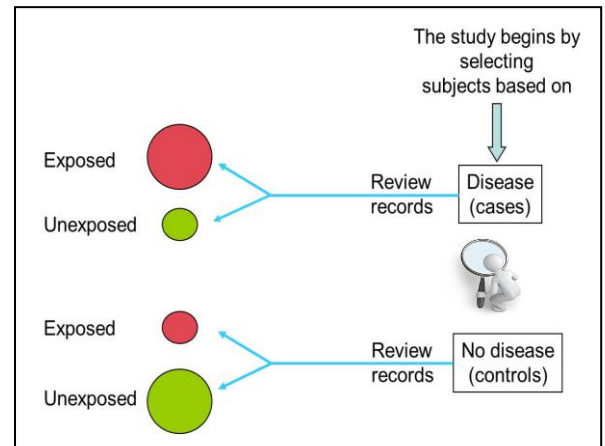 The study begins by
selecting
subjects based on
Exposed
Unexposed
Review
records
Disease
(cases)
Exposed
Unexposed
Review
records
No disease
(controls)